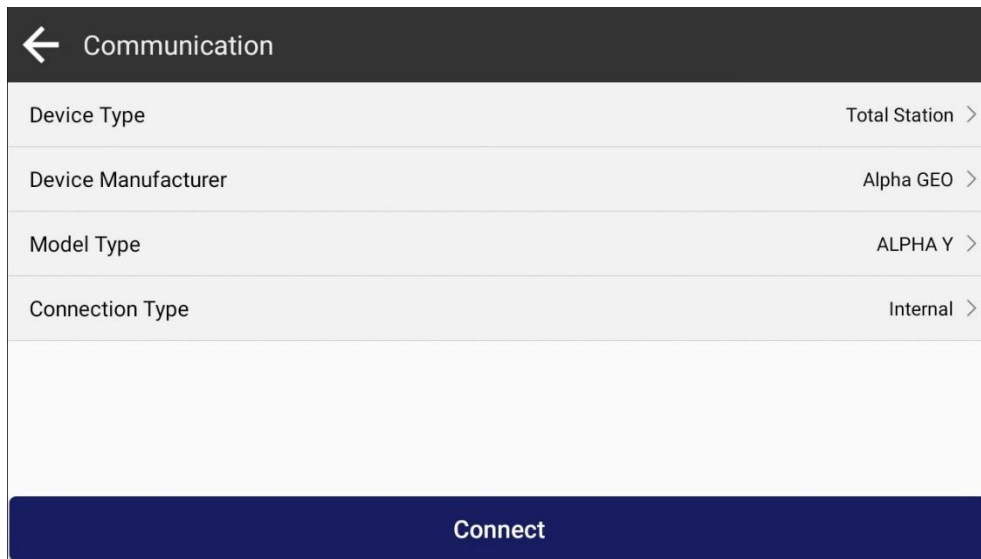 Communication
Device Type Total Station
Device Manufacturer Alpha GEO
Model Type ALPHA Y
Connection Type Internal
Connect